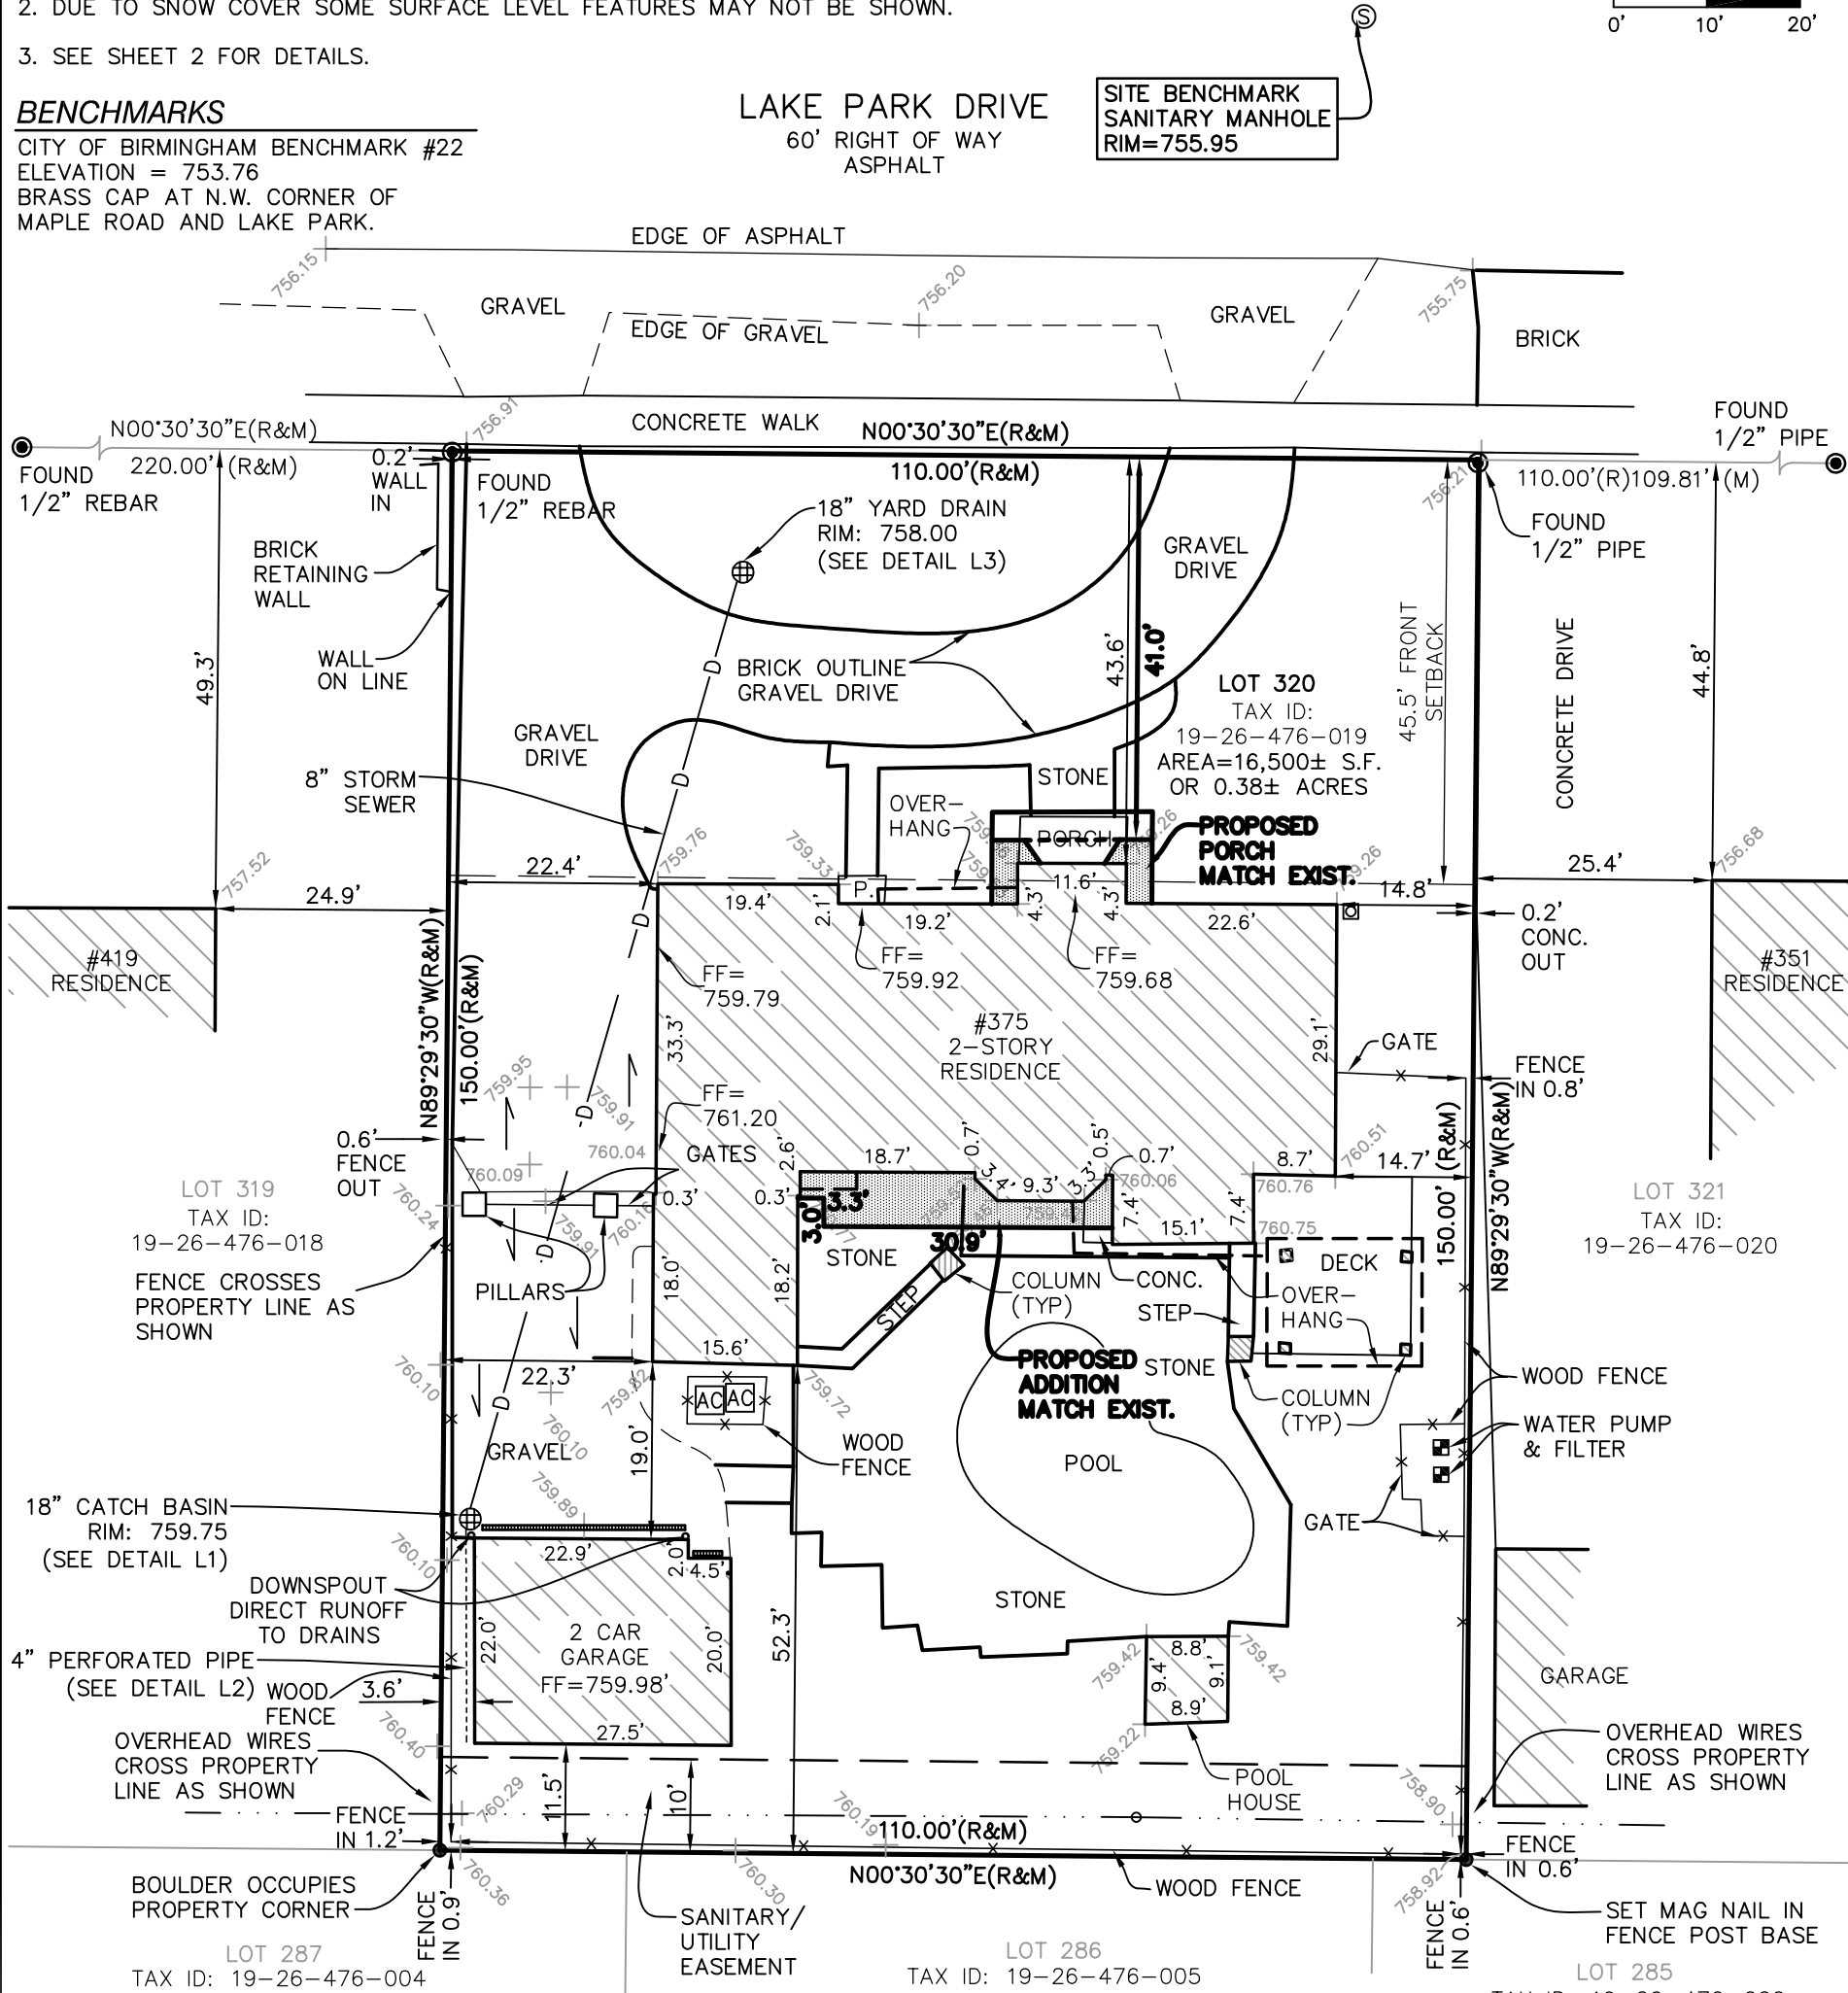 2. DUE TO SNOW COVER SOME SURFACE LEVEL FEATURES MAY NOT BE SHOWN.
3. SEE SHEET 2 FOR DETAILS.
0' 10' 20'
S
BENCHMARKS
CITY OF BIRMINGHAM BENCHMARK #22
ELEVATION = 753.76
BRASS CAP AT N.W. CORNER OF
MAPLE ROAD AND LAKE PARK.
LAKE PARK DRIVE
60' RIGHT OF WAY
ASPHALT
SITE BENCHMARK
SANITARY MANHOLE
RIM=755.95
EDGE OF ASPHALT
756.15
756.20
755.75
GRAVEL
EDGE OF GRAVEL
GRAVEL
BRICK
CONCRETE WALK
756.91
N00°30'30"E(R&M)
220.00' (R&M)
FOUND
1/2" REBAR
0.2'
WALL
IN
FOUND
1/2" REBAR
N00°30'30"E(R&M)
110.00'(R&M)
756.21
FOUND
1/2" PIPE
110.00'(R)109.81' (M)
FOUND
1/2" PIPE
18" YARD DRAIN
RIM: 758.00
(SEE DETAIL L3)
GRAVEL
DRIVE
BRICK
RETAINING
WALL
WALL
ON LINE
49.3'
D
BRICK OUTLINE
GRAVEL DRIVE
43.6'
41.0'
45.5' FRONT
SETBACK
CONCRETE DRIVE
44.8'
LOT 320
TAX ID:
19-26-476-019
AREA=16,500± S.F.
OR 0.38± ACRES
GRAVEL
DRIVE
8" STORM
SEWER
D
STONE
OVER-
HANG
PORCH
PROPOSED
PORCH
MATCH EXIST.
759.76
759.33
757.52
756.68
24.9'
22.4'
19.4'
2.1'
P.
19.2'
4.3'
11.6'
4.3'
22.6'
14.8'
25.4'
0.2'
CONC.
OUT
D
#419
RESIDENCE
#351
RESIDENCE
FF=
759.79
FF=
759.92
FF=
759.68
N89°29'30"W(R&M)
150.00'(R&M)
33.3'
#375
2-STORY
RESIDENCE
29.1'
GATE
FENCE
IN 0.8'
759.95
759.91
D
FF=
761.20
0.6'
FENCE
OUT
760.04
760.09
GATES
2.6'
18.7'
0.7'
3.4'
9.3'
3.3'
0.5'
0.7'
760.06
8.7'
760.51
14.7'
760.76
760.75
150.00' (R&M)
N89°29'30"W(R&M)
LOT 319
TAX ID:
19-26-476-018
760.24
759.91
760.16
0.3'
0.3'
3.3'
3.0'
30.9'
7.4'
15.1'
7.4'
LOT 321
TAX ID:
19-26-476-020
FENCE CROSSES
PROPERTY LINE AS
SHOWN
D
PILLARS
18.0'
18.2'
STONE
STEP
COLUMN
(TYP)
CONC.
STEP
DECK
OVER-
HANG
15.6'
22.3'
760.10
759.82
759.72
PROPOSED
ADDITION
MATCH EXIST.
STONE
COLUMN
(TYP)
WOOD FENCE
WATER PUMP
& FILTER
D
AC AC
760.10
GRAVEL
19.0'
WOOD
FENCE
POOL
GATE
18" CATCH BASIN
RIM: 759.75
(SEE DETAIL L1)
759.89
760.10
22.9'
2.0'
4.5'
DOWNSPOUT
DIRECT RUNOFF
TO DRAINS
STONE
22.0'
2 CAR
GARAGE
FF=759.98'
20.0'
27.5'
52.3'
4" PERFORATED PIPE
(SEE DETAIL L2)
WOOD
FENCE
3.6'
759.42
8.8'
759.42
9.4'
9.1'
8.9'
759.22
GARAGE
OVERHEAD WIRES
CROSS PROPERTY
LINE AS SHOWN
760.40
POOL
HOUSE
OVERHEAD WIRES
CROSS PROPERTY
LINE AS SHOWN
FENCE
IN 1.2'
760.29
11.5'
10'
760.19
758.90
110.00'(R&M)
N00°30'30"E(R&M)
FENCE
IN 0.6'
BOULDER OCCUPIES
PROPERTY CORNER
FENCE
IN 0.9'
760.36
760.30
SANITARY/
UTILITY
EASEMENT
WOOD FENCE
758.92
FENCE
IN 0.6'
SET MAG NAIL IN
FENCE POST BASE
LOT 287
TAX ID: 19-26-476-004
LOT 286
TAX ID: 19-26-476-005
LOT 285